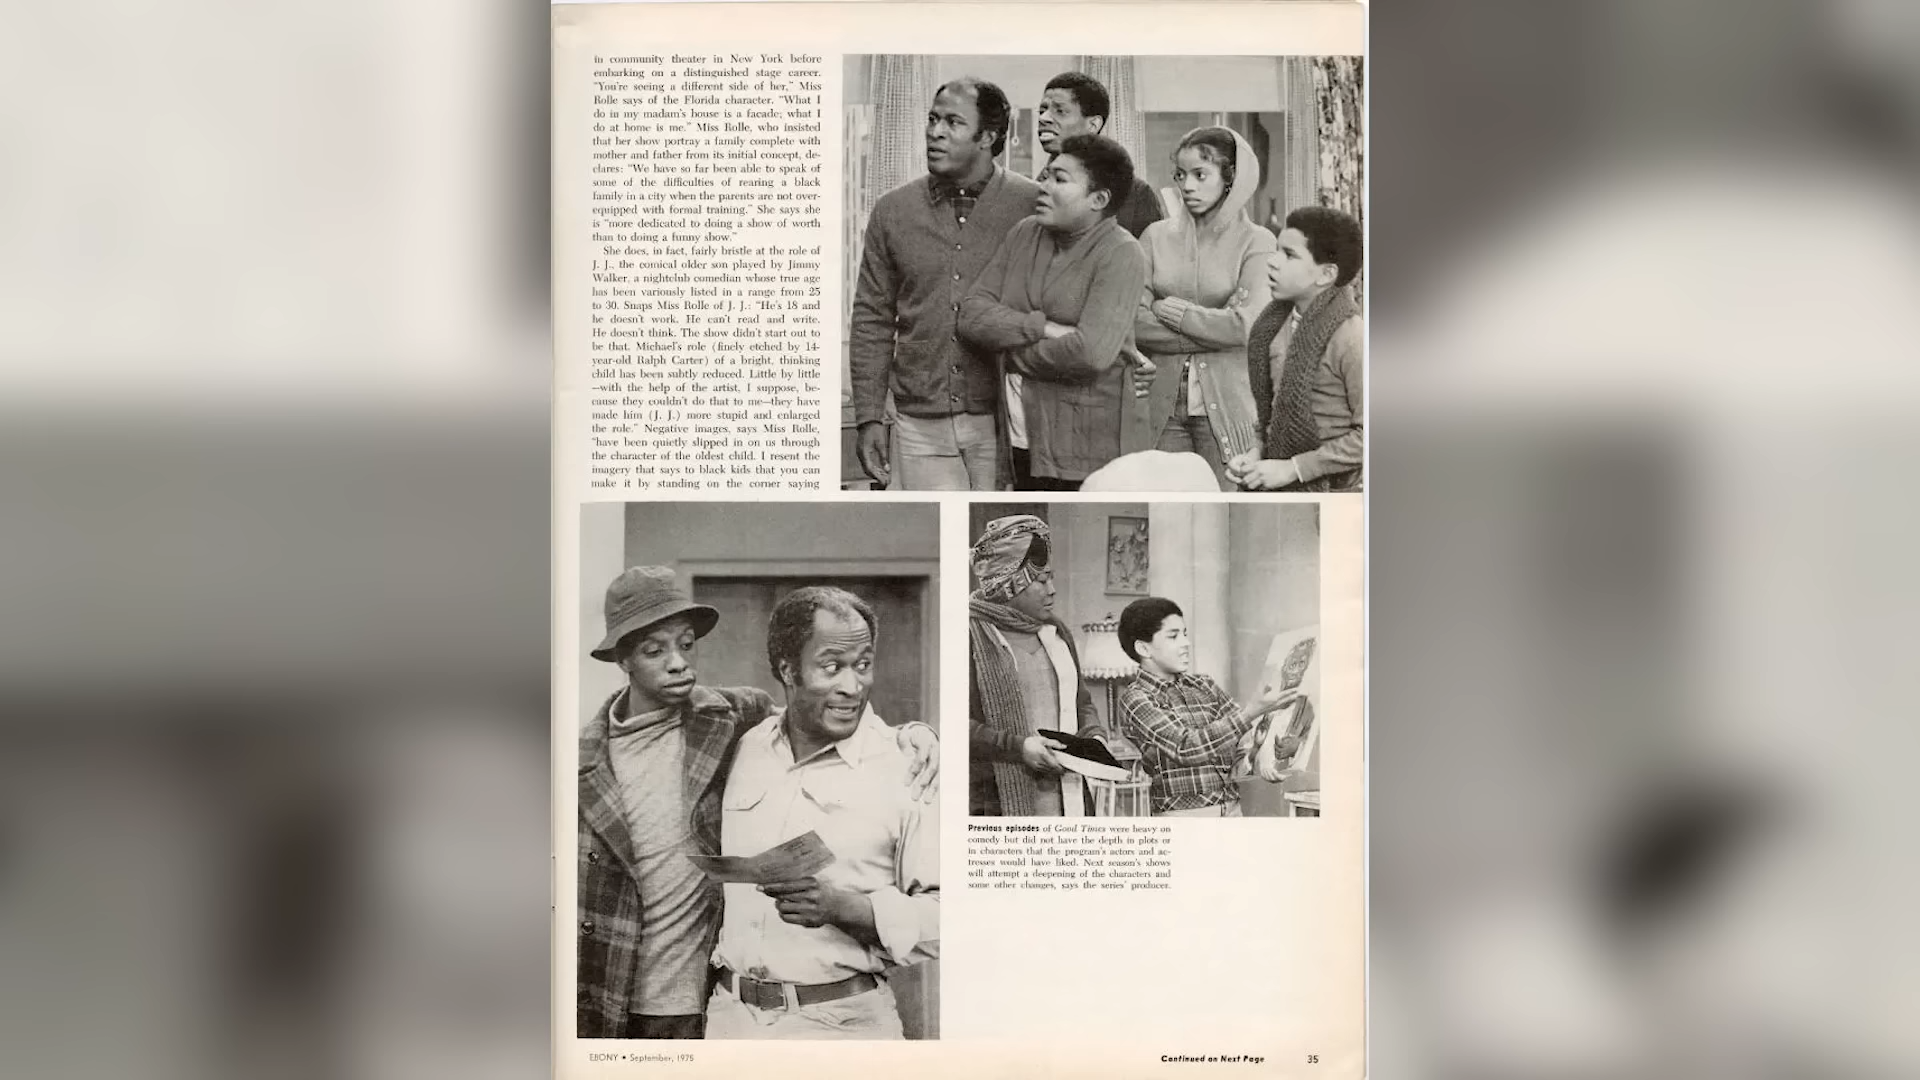 in community theater in New York before
embarking on a distinguished stage career.
"You're seeing a different side of her," Miss
Rolle says of the Florida character. "What I
do in my madam's house is a facade; what I
do at home is me." Miss Rolle, who insisted
that her show portray a family complete with
mother and father from its initial concept, de-
clares: "We have so far been able to speak of
some of the difficulties of rearing a black
family in a city when the parents are not over-
equipped with formal training." She says she
is "more dedicated to doing a show of worth
than to doing a funny show."
She does, in fact, fairly bristle at the role of
J. J., the comical older son played by Jimmy
Walker, a nightclub comedian whose true age
has been variously listed in a range from 25
to 30. Snaps Miss Rolle of J. J.: "He's 18 and
he doesn't work. He can't read and write.
He doesn't think. The show didn't start out to
be that. Michael's role (finely etched by 14-
year-old Ralph Carter) of a bright, thinking
child has been subtly reduced. Little by little
—with the help of the artist, I suppose, be-
cause they couldn't do that to me—they have
made him (J. J.) more stupid and enlarged
the role." Negative images, says Miss Rolle,
"have been quietly slipped in on us through
the character of the oldest child. I resent the
imagery that says to black kids that you can
make it by standing on the corner saying
Previous episodes of Good Times were heavy on
comedy but did not have the depth in plots or
in characters that the program's actors and ac-
tresses would have liked. Next season's shows
will attempt a deepening of the characters and
some other changes, says the series' producer.
EBONY • September, 1975
Continued on Next Page
35